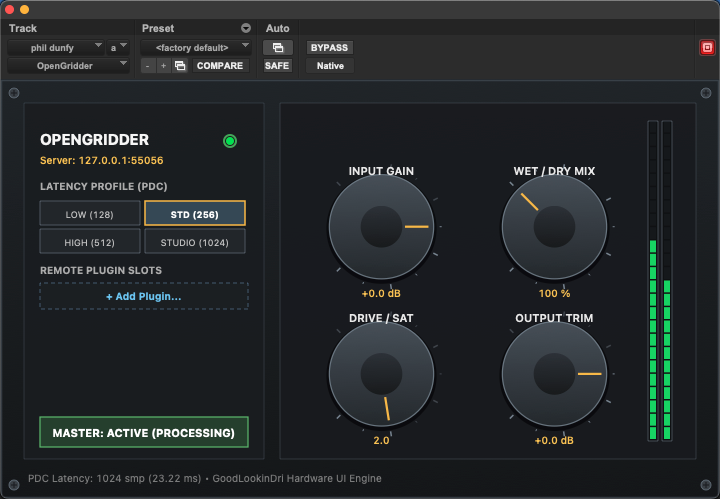 Track
Preset
Auto
phil dunfy
a
<factory default>
BYPASS
OpenGridder
-
+
COMPARE
SAFE
Native
OPENGRIDDER
Server: 127.0.0.1:55056
LATENCY PROFILE (PDC)
LOW (128)
STD (256)
HIGH (512)
STUDIO (1024)
REMOTE PLUGIN SLOTS
+ Add Plugin...
MASTER: ACTIVE (PROCESSING)
INPUT GAIN
WET / DRY MIX
+0.0 dB
100 %
DRIVE / SAT
OUTPUT TRIM
2.0
+0.0 dB
PDC Latency: 1024 smp (23.22 ms) • GoodLookinDri Hardware UI Engine